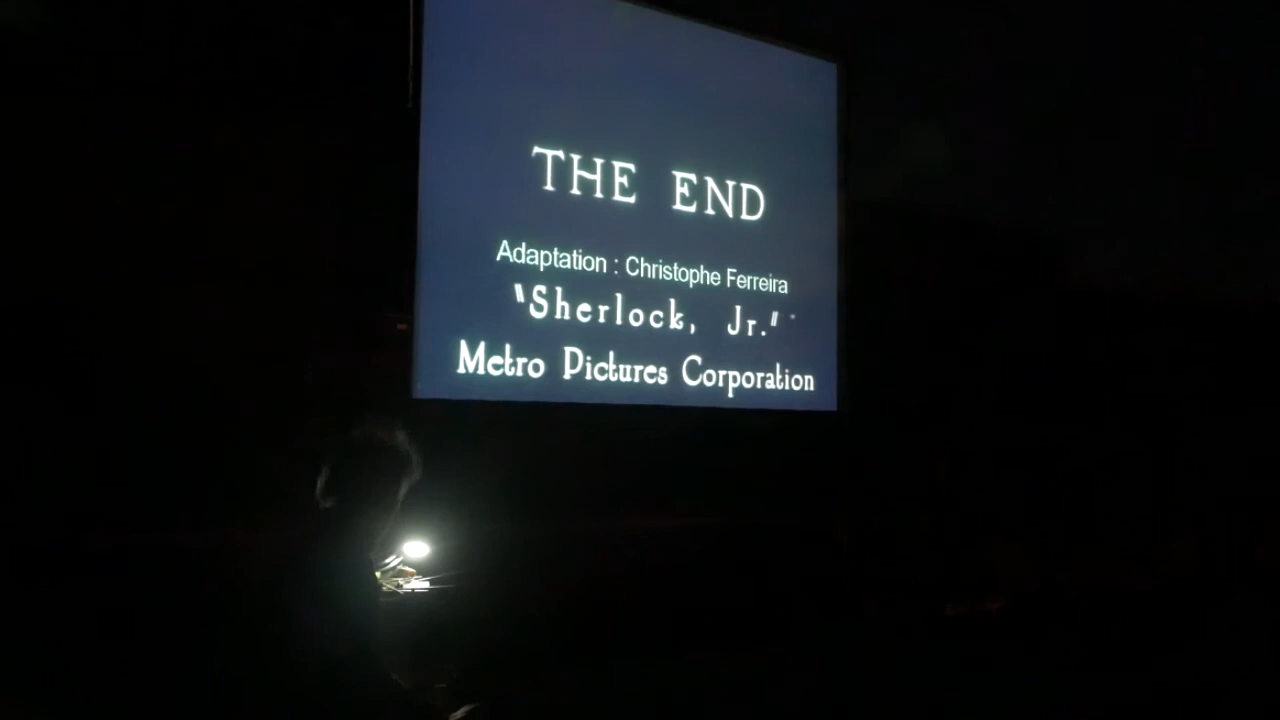 THE END
Adaptation : Christophe Ferreira
"Sherlock, Jr."
Metro Pictures Corporation